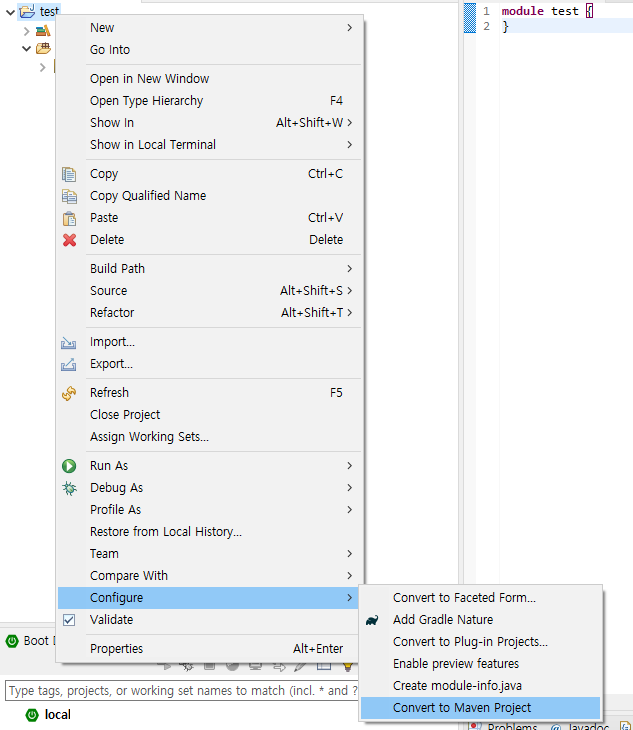 test
1 module test {
2 }
New
Go Into
Open in New Window
Open Type Hierarchy F4
Show In Alt+Shift+W
Show in Local Terminal
Copy Ctrl+C
Copy Qualified Name
Paste Ctrl+V
Delete Delete
Build Path
Source Alt+Shift+S
Refactor Alt+Shift+T
Import...
Export...
Refresh F5
Close Project
Assign Working Sets...
Run As
Debug As
Profile As
Restore from Local History...
Team
Compare With
Configure
Validate
Properties Alt+Enter
Convert to Faceted Form...
Add Gradle Nature
Convert to Plug-in Projects...
Enable preview features
Create module-info.java
Convert to Maven Project
Boot
Type tags, projects, or working set names to match (incl. * and ?
local
Problems @ Javadoc